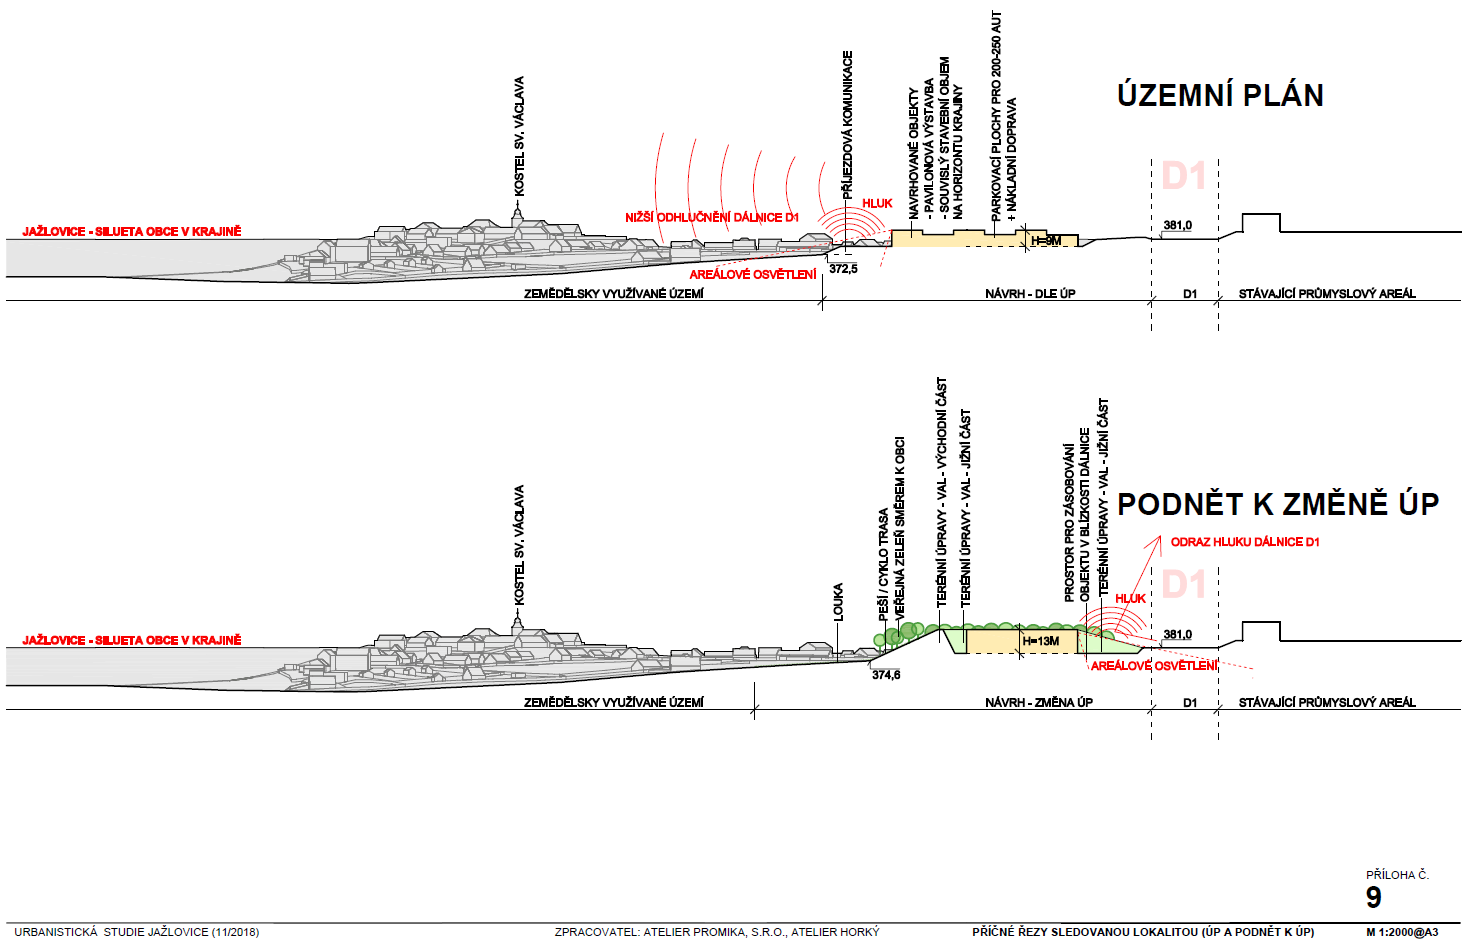 ÚZEMNÍ PLÁN
KOSTEL SV. VÁCLAVA
PŘÍJEZDOVÁ KOMUNIKACE
NAVRHOVANÉ OBJEKTY
- PAVILONOVÁ VÝSTAVBA
- SOUVISLÝ STAVEBNÍ OBJEM
NA HORIZONTU KRAJINY
PARKOVACÍ PLOCHY PRO 200-250 AUT
+ NÁKLADNÍ DOPRAVA
D1
HLUK
NIŽŠÍ ODHLUČNĚNÍ DÁLNICE D1
JAŽLOVICE - SILUETA OBCE V KRAJINĚ
381,0
H=9M
AREÁLOVÉ OSVĚTLENÍ
372,5
ZEMĚDĚLSKY VYUŽÍVANÉ ÚZEMÍ
NÁVRH - DLE ÚP
D1
STÁVAJÍCÍ PRŮMYSLOVÝ AREÁL
PODNĚT K ZMĚNĚ ÚP
KOSTEL SV. VÁCLAVA
LOUKA
PEŠÍ / CYKLO TRASA
VEŘEJNÁ ZELEŇ SMĚREM K OBCI
TERÉNNÍ ÚPRAVY - VAL - VÝCHODNÍ ČÁST
TERÉNNÍ ÚPRAVY - VAL - JIŽNÍ ČÁST
PROSTOR PRO ZÁSOBOVÁNÍ
OBJEKTU V BLÍZKOSTI DÁLNICE
TERÉNNÍ ÚPRAVY - VAL - JIŽNÍ ČÁST
ODRAZ HLUKU DÁLNICE D1
D1
HLUK
JAŽLOVICE - SILUETA OBCE V KRAJINĚ
381,0
H=13M
AREÁLOVÉ OSVĚTLENÍ
374,6
ZEMĚDĚLSKY VYUŽÍVANÉ ÚZEMÍ
NÁVRH - ZMĚNA ÚP
D1
STÁVAJÍCÍ PRŮMYSLOVÝ AREÁL
PŘÍLOHA Č.
9
URBANISTICKÁ STUDIE JAŽLOVICE (11/2018)
ZPRACOVATEL: ATELIER PROMIKA, S.R.O., ATELIER HORKÝ
PŘÍČNÉ ŘEZY SLEDOVANOU LOKALITOU (ÚP A PODNĚT K ÚP)
M 1:2000@A3